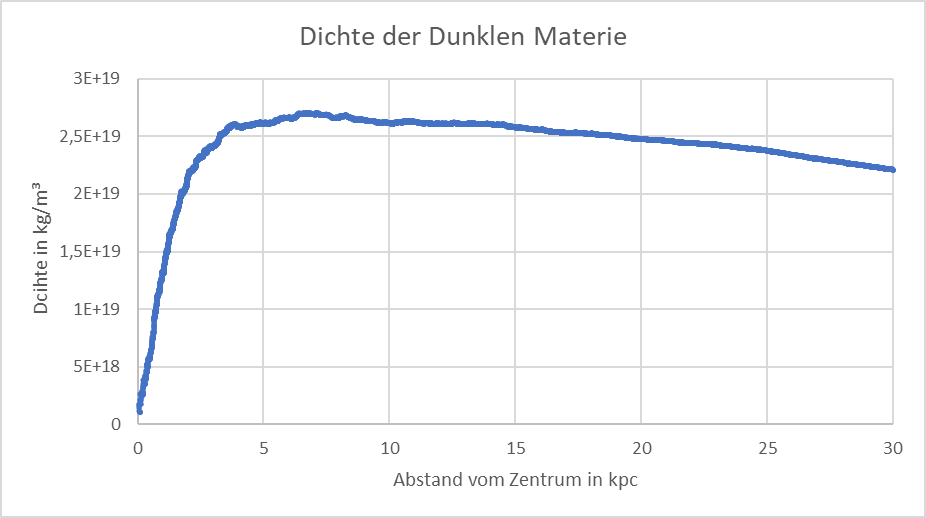 Dichte der Dunklen Materie
3E+19
2,5E+19
2E+19
1,5E+19
1E+19
5E+18
0
Dcihte in kg/m³
0 5 10 15 20 25 30
Abstand vom Zentrum in kpc